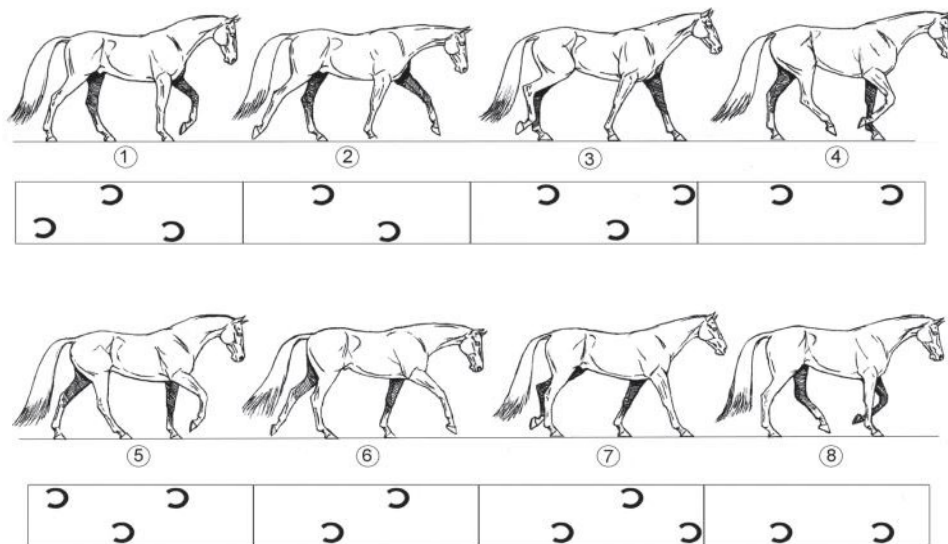 ① ② ③ ④
⑤ ⑥ ⑦ ⑧